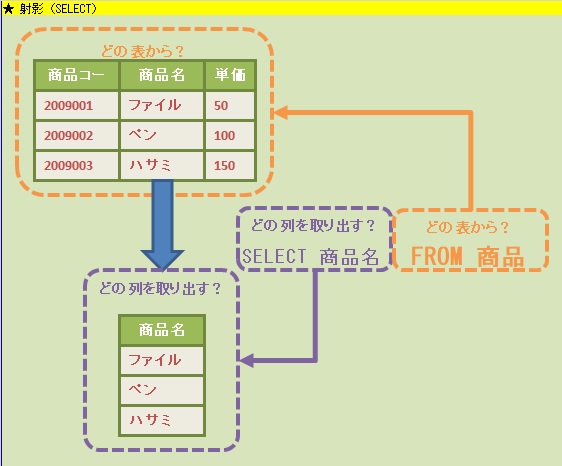 ★ 射影（SELECT）
どの表から？
商品コー 商品名 単価
2009001 ファイル 50
2009002 ペン 100
2009003 ハサミ 150
どの列を取り出す？
SELECT 商品名
どの表から？
FROM 商品
どの列を取り出す？
商品名
ファイル
ペン
ハサミ